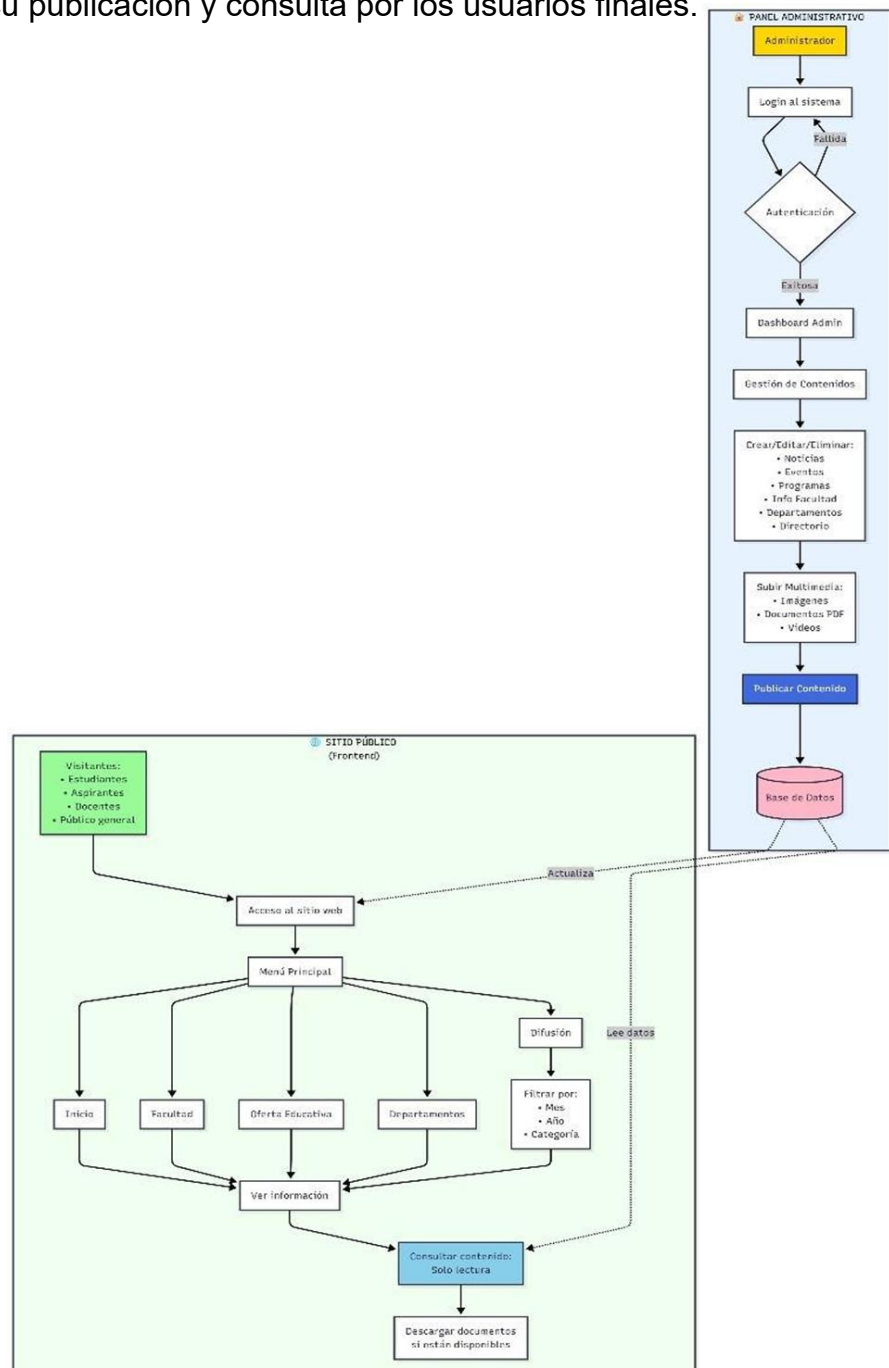 su publicación y consulta por los usuarios finales.
PANEL ADMINISTRATIVO
Administrador
Login al sistema
Fallida
Autenticación
Exitosa
Dashboard Admin
Gestión de Contenidos
Crear/Editar/Eliminar:
• Noticias
• Eventos
• Programas
• Info Facultad
• Departamentos
• Directorio
Subir Multimedia:
• Imágenes
• Documentos PDF
• Videos
Publicar Contenido
Base de Datos
SITIO PÚBLICO
(Frontend)
Visitantes:
• Estudiantes
• Aspirantes
• Docentes
• Público general
Actualiza
Acceso al sitio web
Menú Principal
Difusión
Lee datos
Inicio
Facultad
Oferta Educativa
Departamentos
Filtrar por:
• Mes
• Año
• Categoría
Ver información
Consultar contenido:
Solo lectura
Descargar documentos
si están disponibles